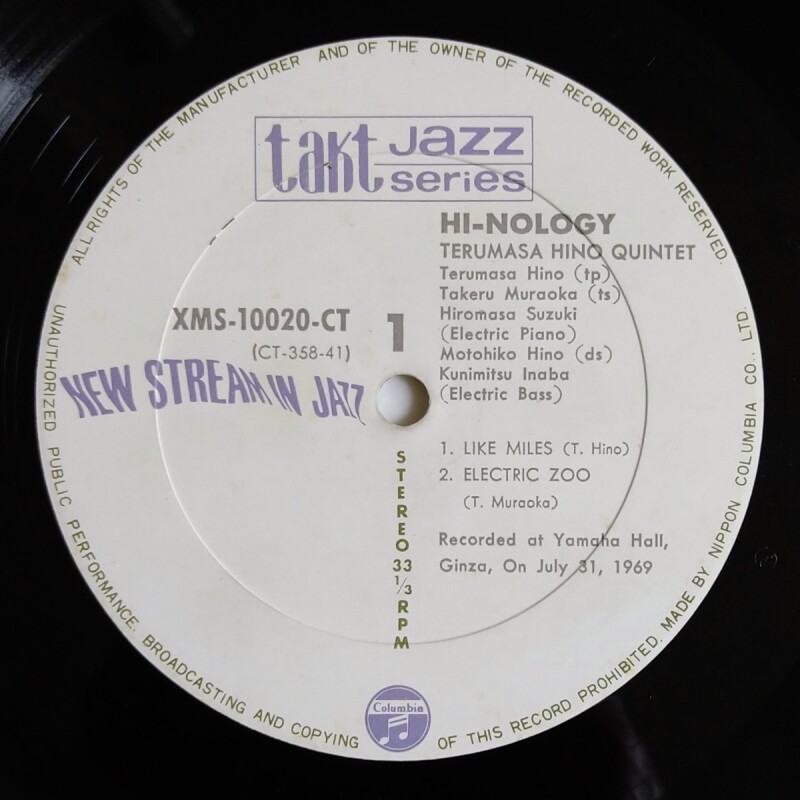 ALL RIGHTS OF THE MANUFACTURER AND OF THE OWNER OF THE RECORDED WORK RESERVED.
UNAUTHORIZED PUBLIC PERFORMANCE. BROADCASTING AND COPYING OF THIS RECORD PROHIBITED. MADE BY NIPPON COLUMBIA CO., LTD.
takt JAZZ series
HI-NOLOGY
TERUMASA HINO QUINTET
Terumasa Hino (tp)
Takeru Muraoka (ts)
Hiromasa Suzuki
(Electric Piano)
Motohiko Hino (ds)
Kunimitsu Inaba
(Electric Bass)
XMS-10020-CT 1
(CT-358-41)
NEW STREAM IN JAZZ
1. LIKE MILES (T. Hino)
2. ELECTRIC ZOO
(T. Muraoka)
Recorded at Yamaha Hall,
Ginza, On July 31, 1969
STEREO 33 1/3 RPM
Columbia